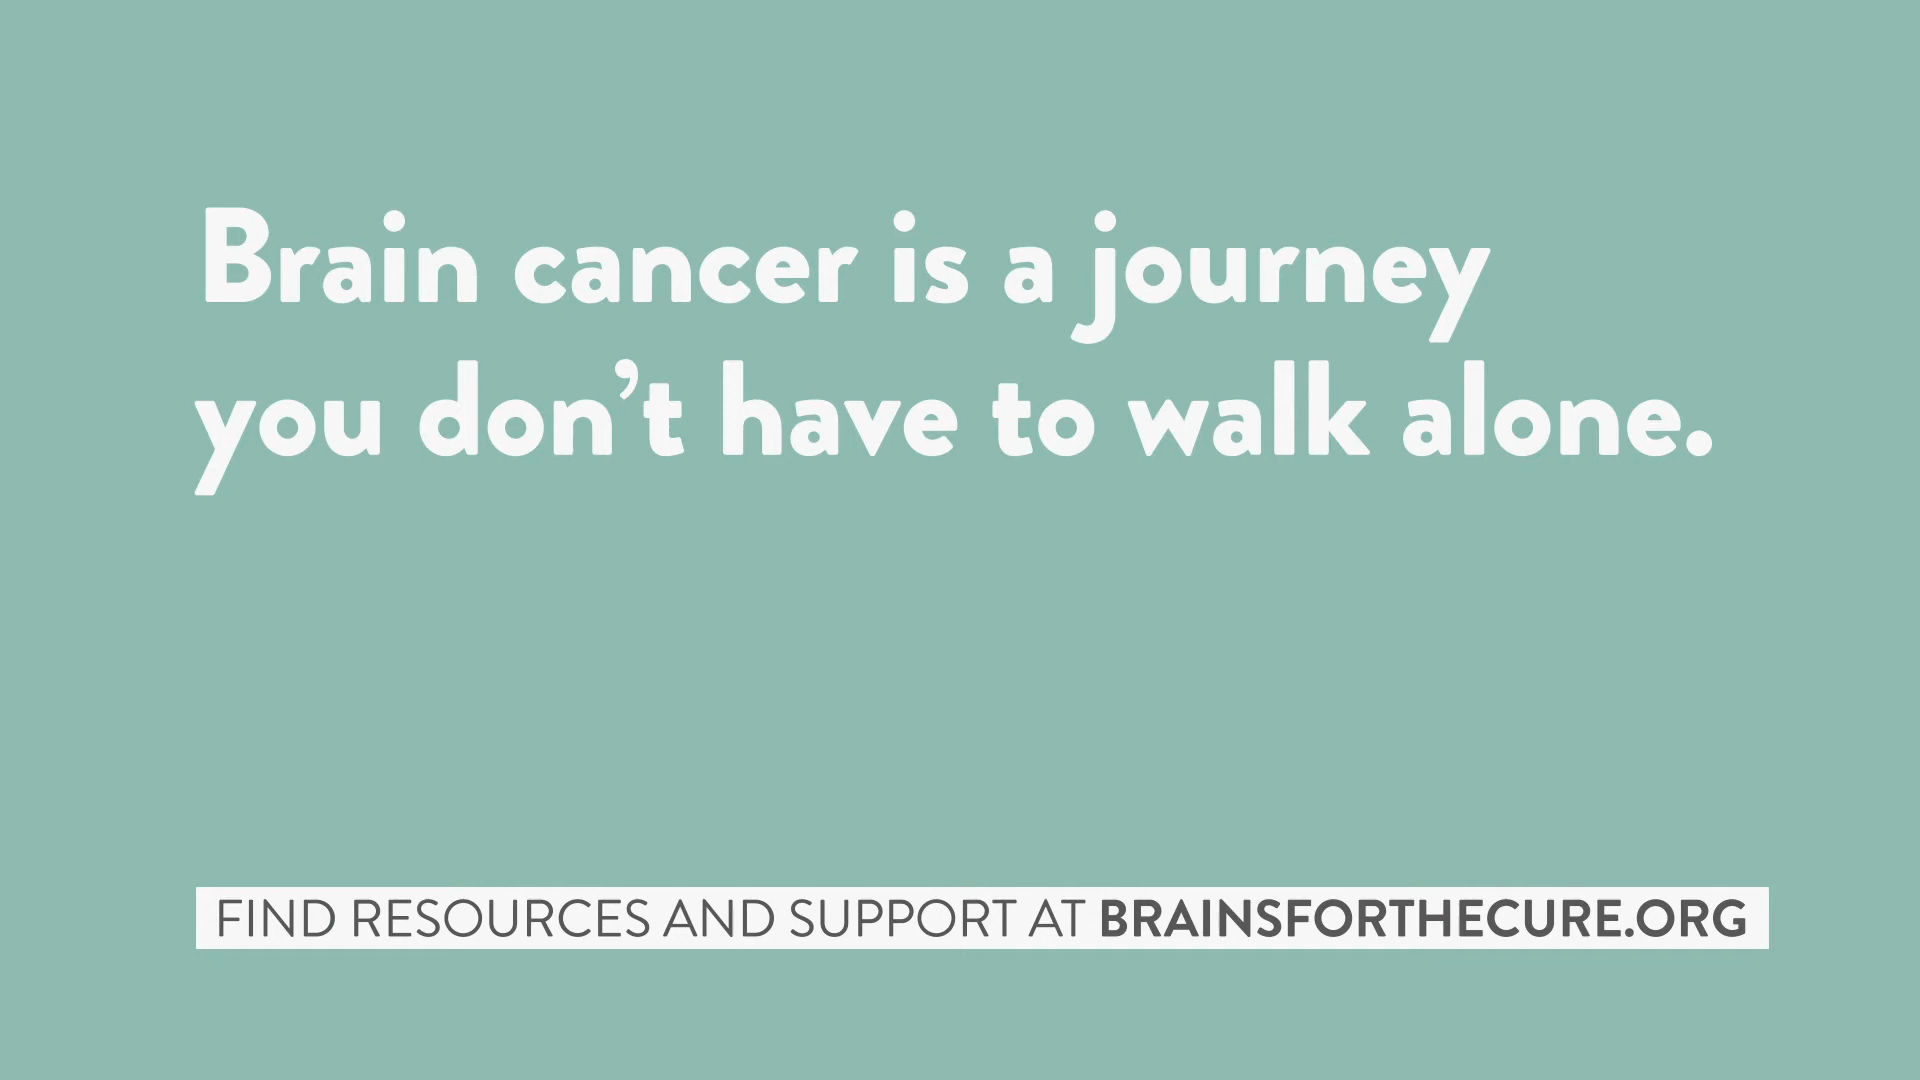 Brain cancer is a journey
you don’t have to walk alone.
FIND RESOURCES AND SUPPORT AT BRAINSFORTHECURE.ORG